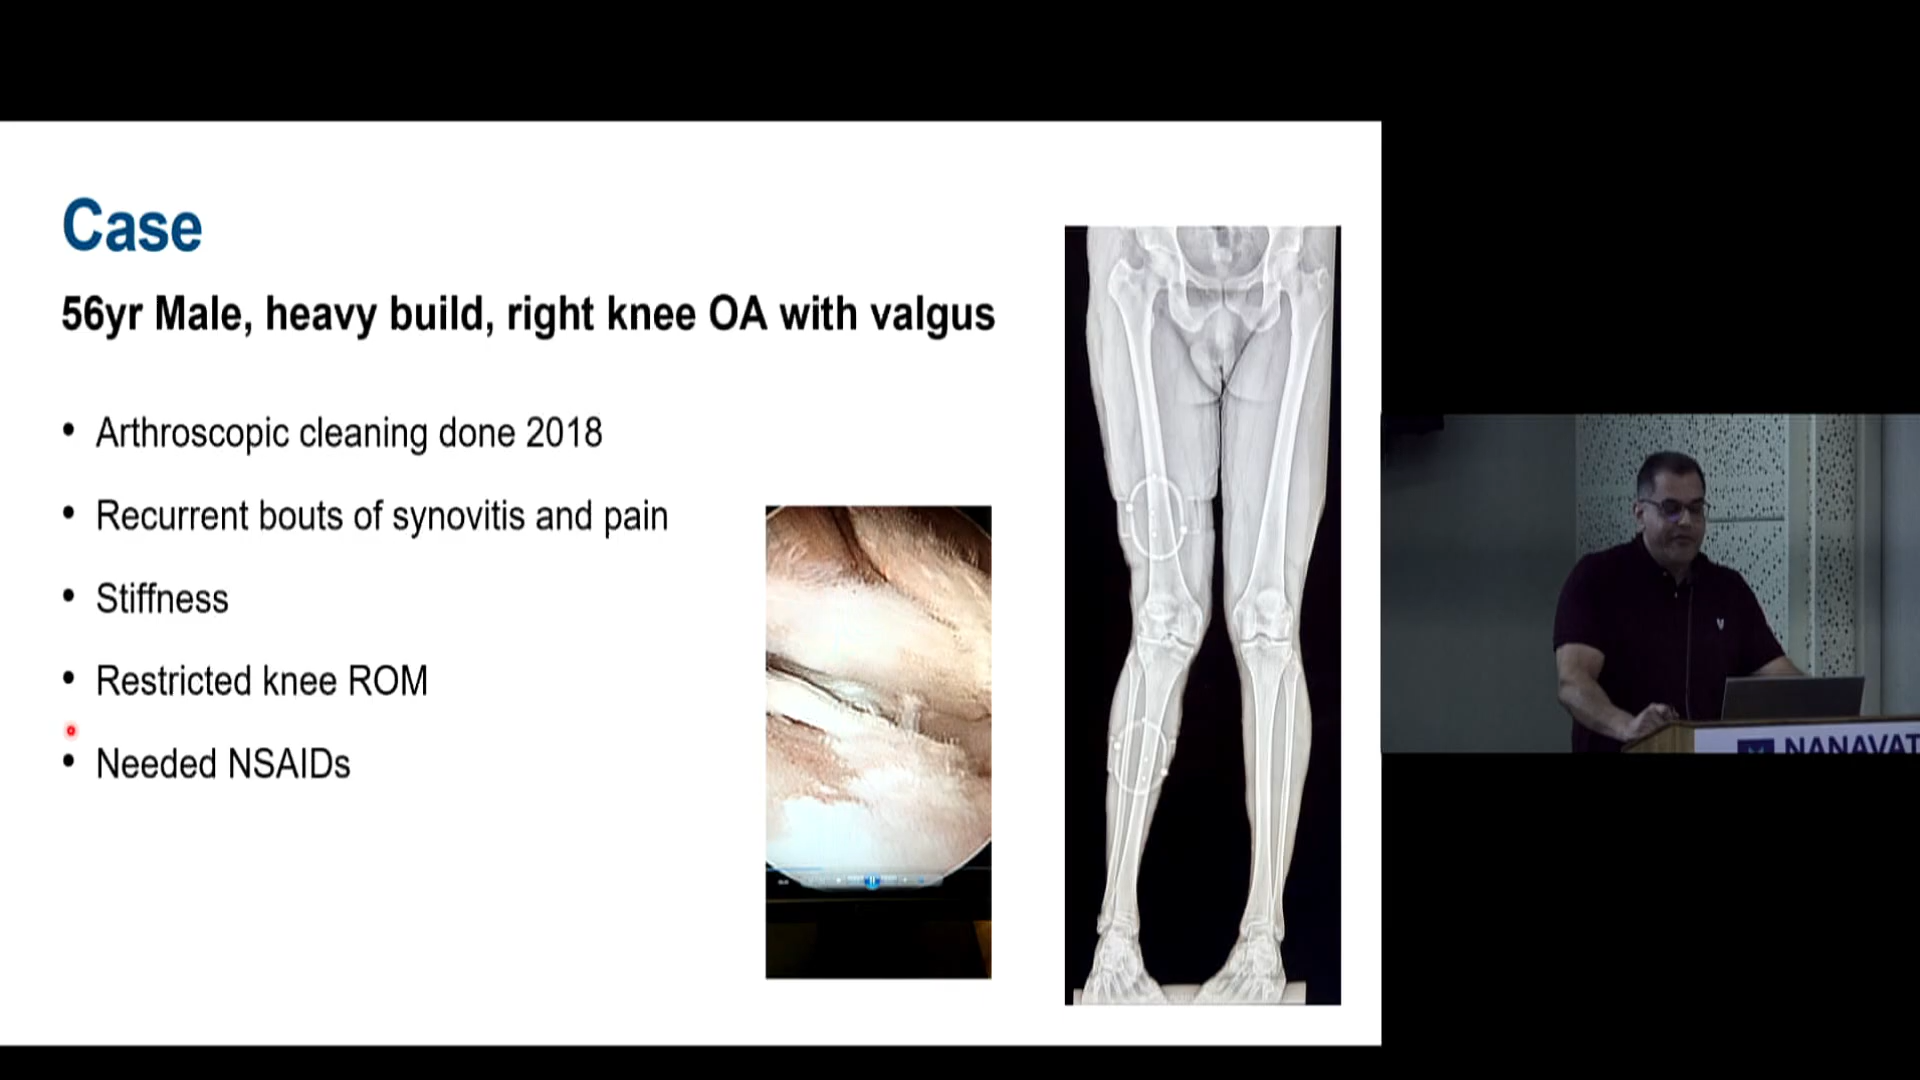 Case
56yr Male, heavy build, right knee OA with valgus
• Arthroscopic cleaning done 2018
• Recurrent bouts of synovitis and pain
• Stiffness
• Restricted knee ROM
• Needed NSAIDs
NANAVAT